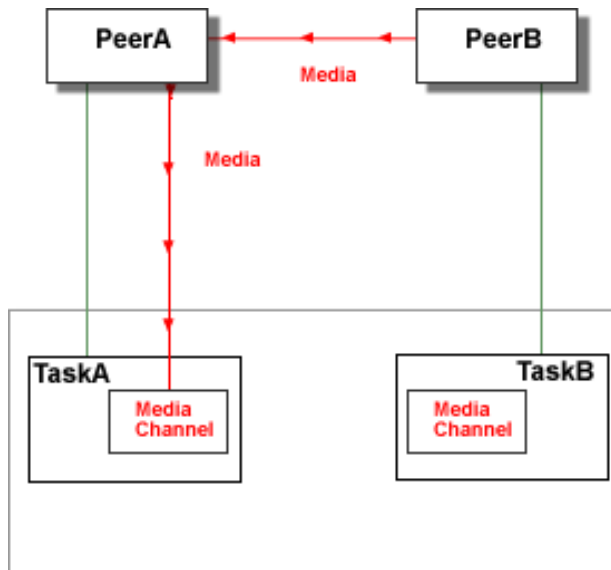 PeerA
PeerB
Media
Media
TaskA
TaskB
Media
Channel
Media
Channel